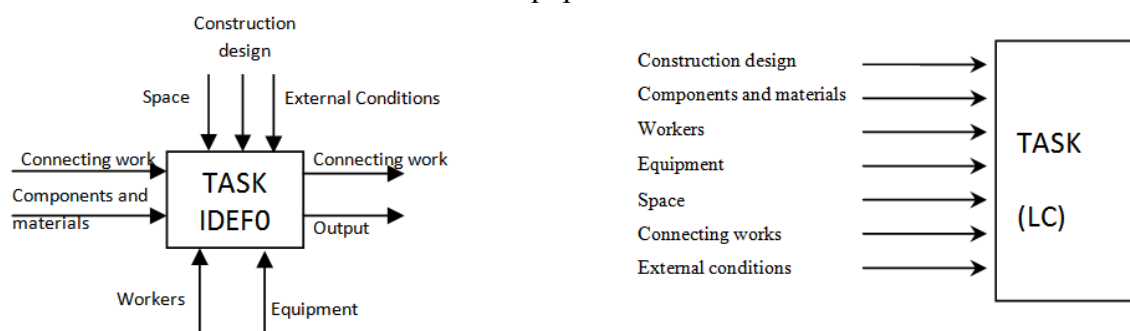 Construction
design
Space
External Conditions
Connecting work
Connecting work
TASK
IDEF0
Components and
materials
Output
Workers
Equipment
Construction design
Components and materials
Workers
Equipment
Space
Connecting works
External conditions
TASK
(LC)